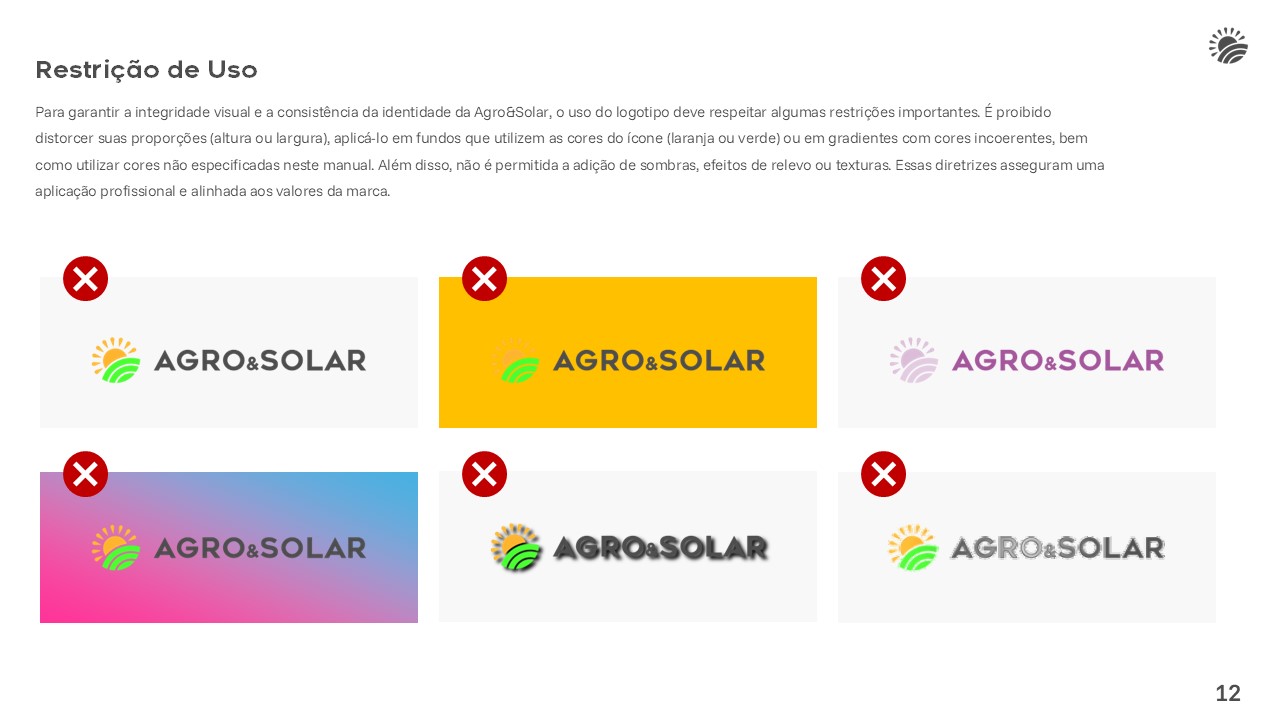 Restrição de Uso
Para garantir a integridade visual e a consistência da identidade da Agro&Solar, o uso do logotipo deve respeitar algumas restrições importantes. É proibido
distorcer suas proporções (altura ou largura), aplicá-lo em fundos que utilizem as cores do ícone (laranja ou verde) ou em gradientes com cores incoerentes, bem
como utilizar cores não especificadas neste manual. Além disso, não é permitida a adição de sombras, efeitos de relevo ou texturas. Essas diretrizes asseguram uma
aplicação profissional e alinhada aos valores da marca.
AGRO&SOLAR
AGRO&SOLAR
AGRO&SOLAR
AGRO&SOLAR
AGRO&SOLAR
AGRO&SOLAR
12